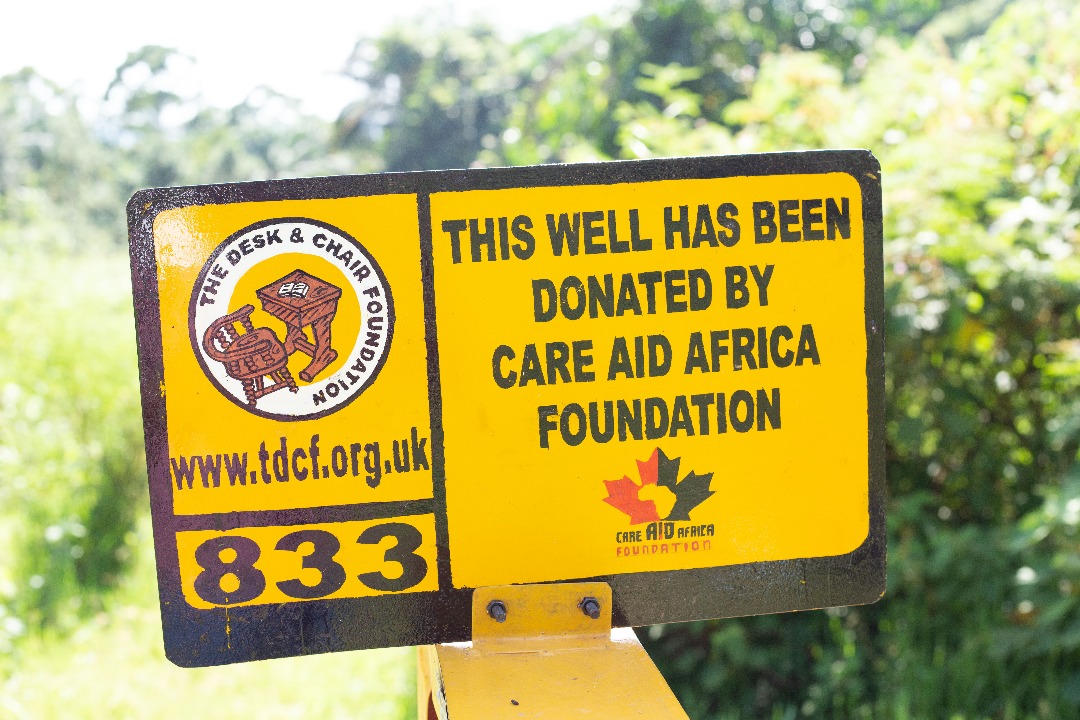 THE DESK & CHAIR FOUNDATION
www.tdcf.org.uk
833
THIS WELL HAS BEEN
DONATED BY
CARE AID AFRICA
FOUNDATION
CARE AID AFRICA
FOUNDATION